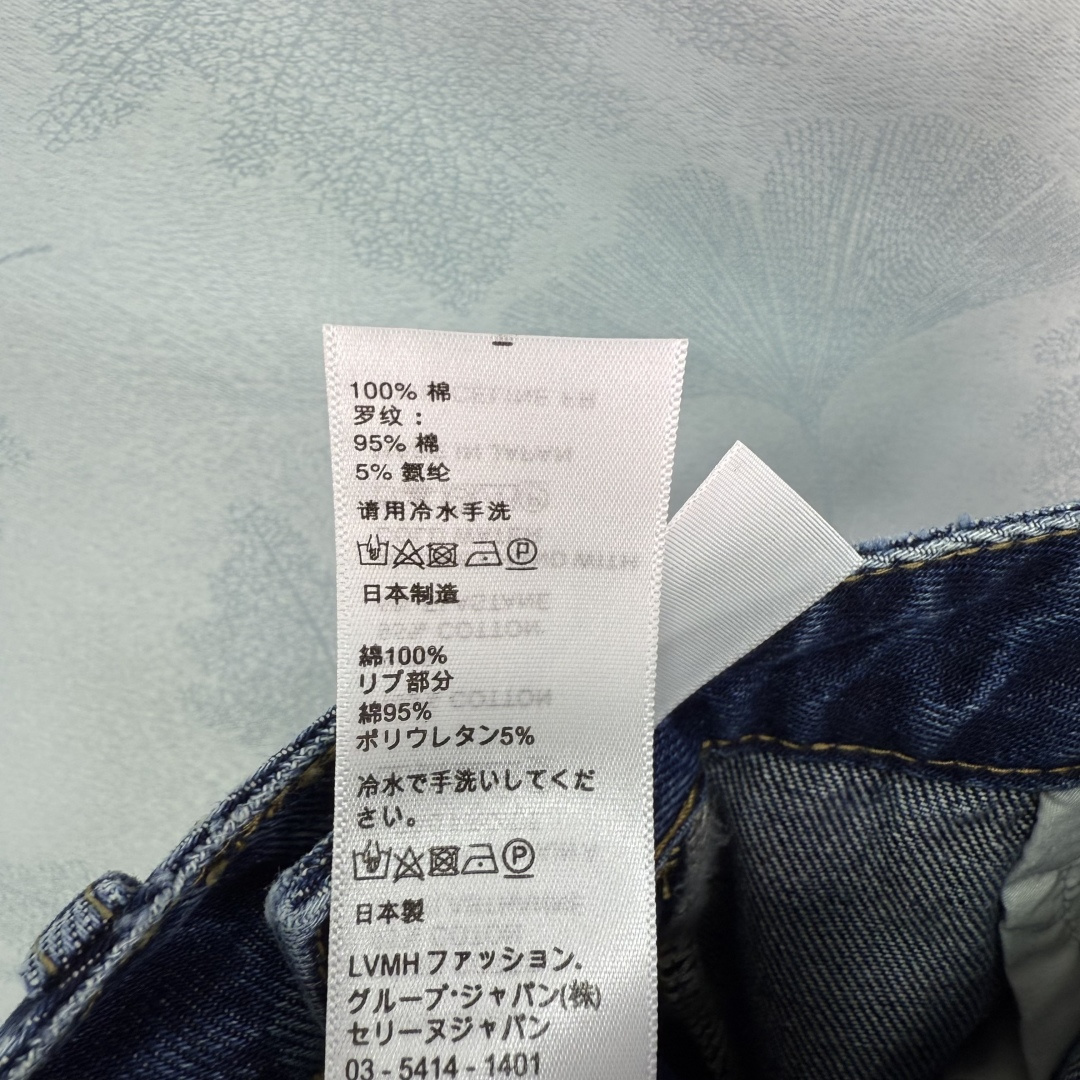 100% 棉
罗纹：
95% 棉
5% 氨纶
请用冷水手洗
P
日本制造
綿100%
リブ部分
綿95%
ポリウレタン5%
冷水で手洗いしてくだ
さい。
P
日本製
LVMHファッション.
グループ･ジャパン(株)
セリーヌジャパン
03 - 5414 - 1401